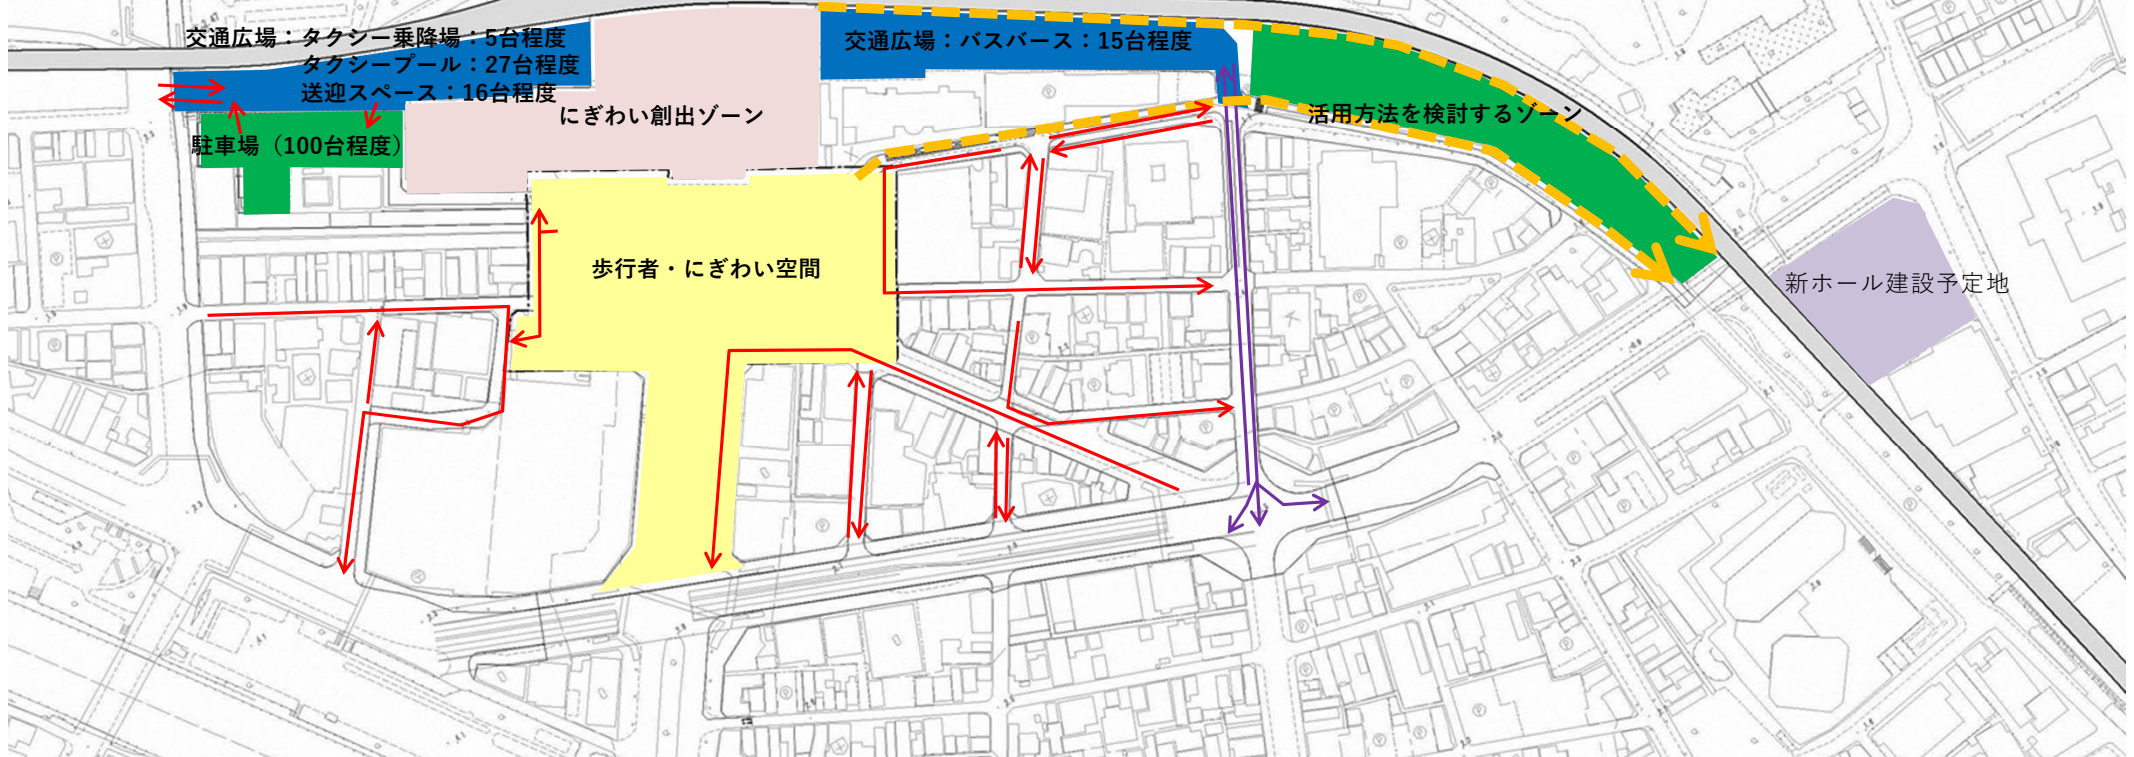 交通広場：タクシー乗降場：5台程度
タクシープール：27台程度
送迎スペース：16台程度
駐車場（100台程度）
にぎわい創出ゾーン
交通広場：バスバース：15台程度
活用方法を検討するゾーン
歩行者・にぎわい空間
新ホール建設予定地